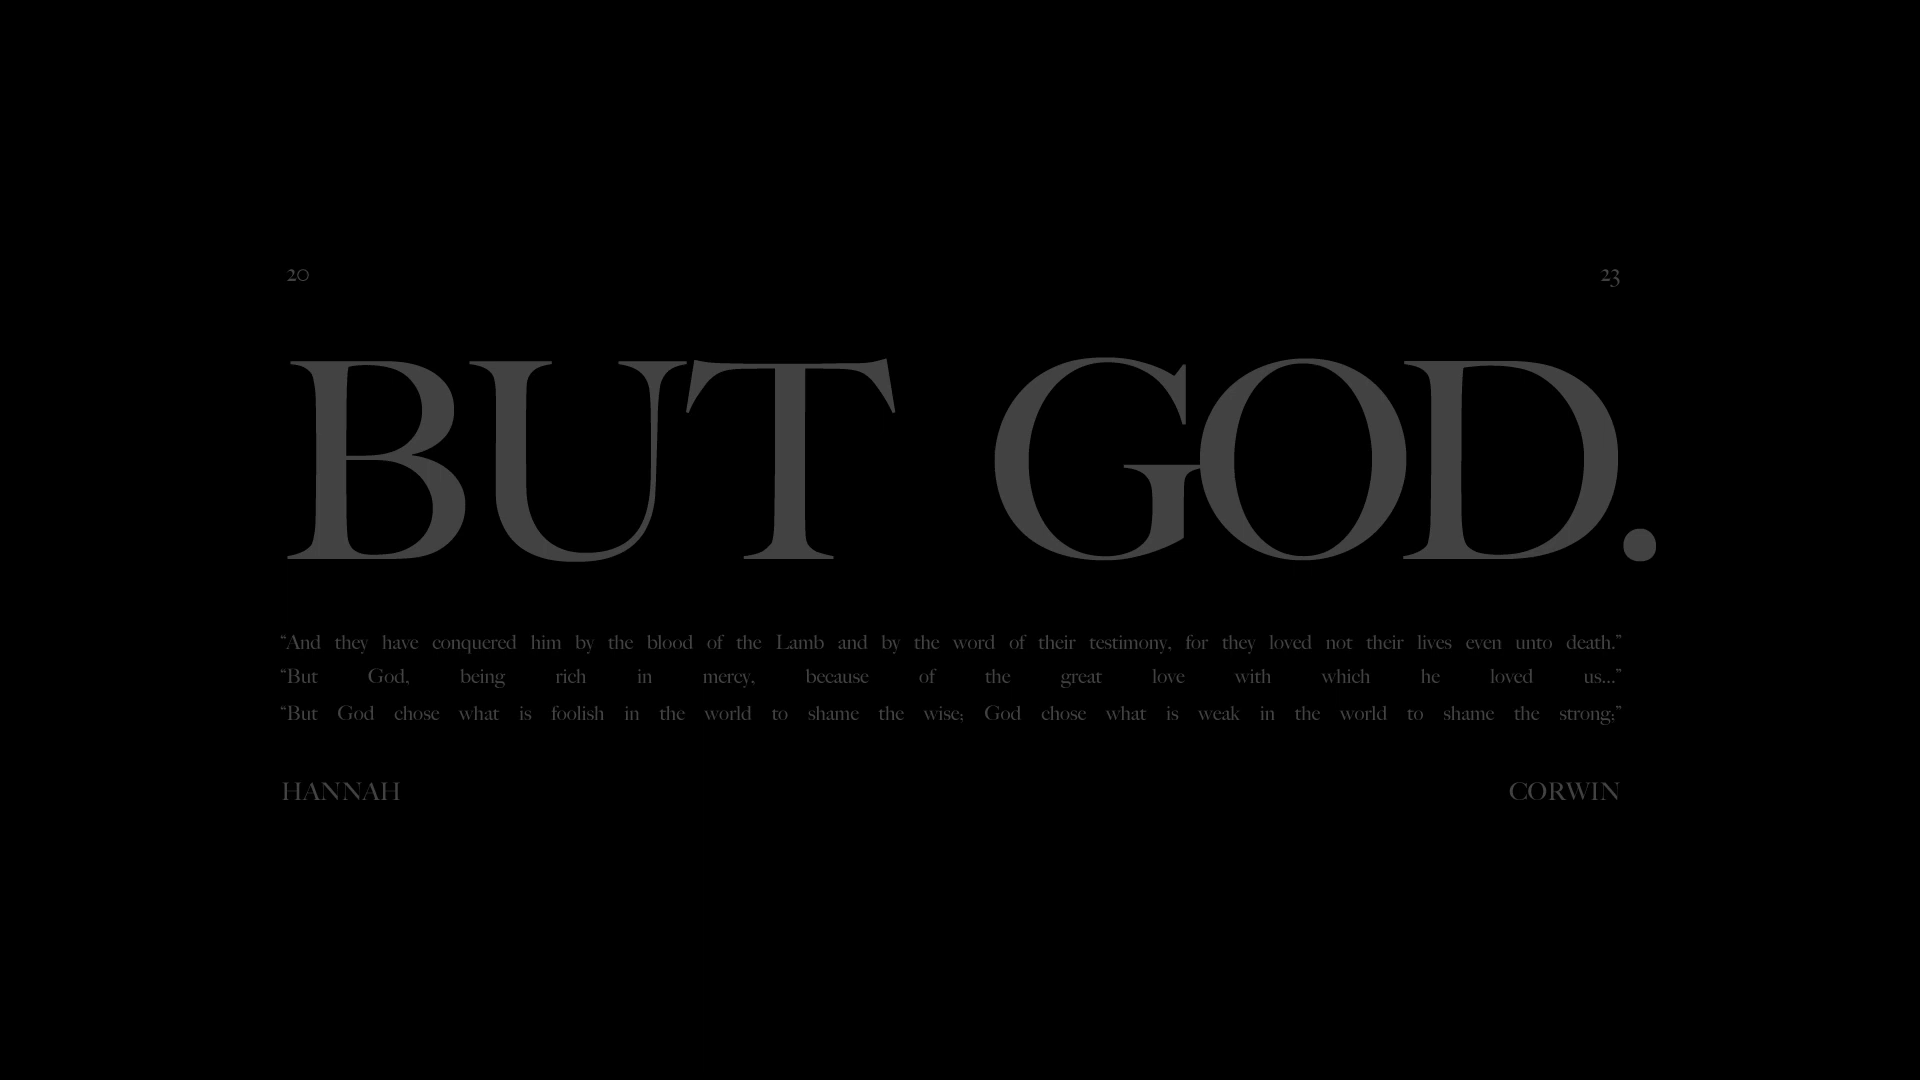 20 23
BUT GOD.
“And they have conquered him by the blood of the Lamb and by the word of their testimony, for they loved not their lives even unto death.”
“But God, being rich in mercy, because of the great love with which he loved us...”
“But God chose what is foolish in the world to shame the wise; God chose what is weak in the world to shame the strong;”
HANNAH CORWIN